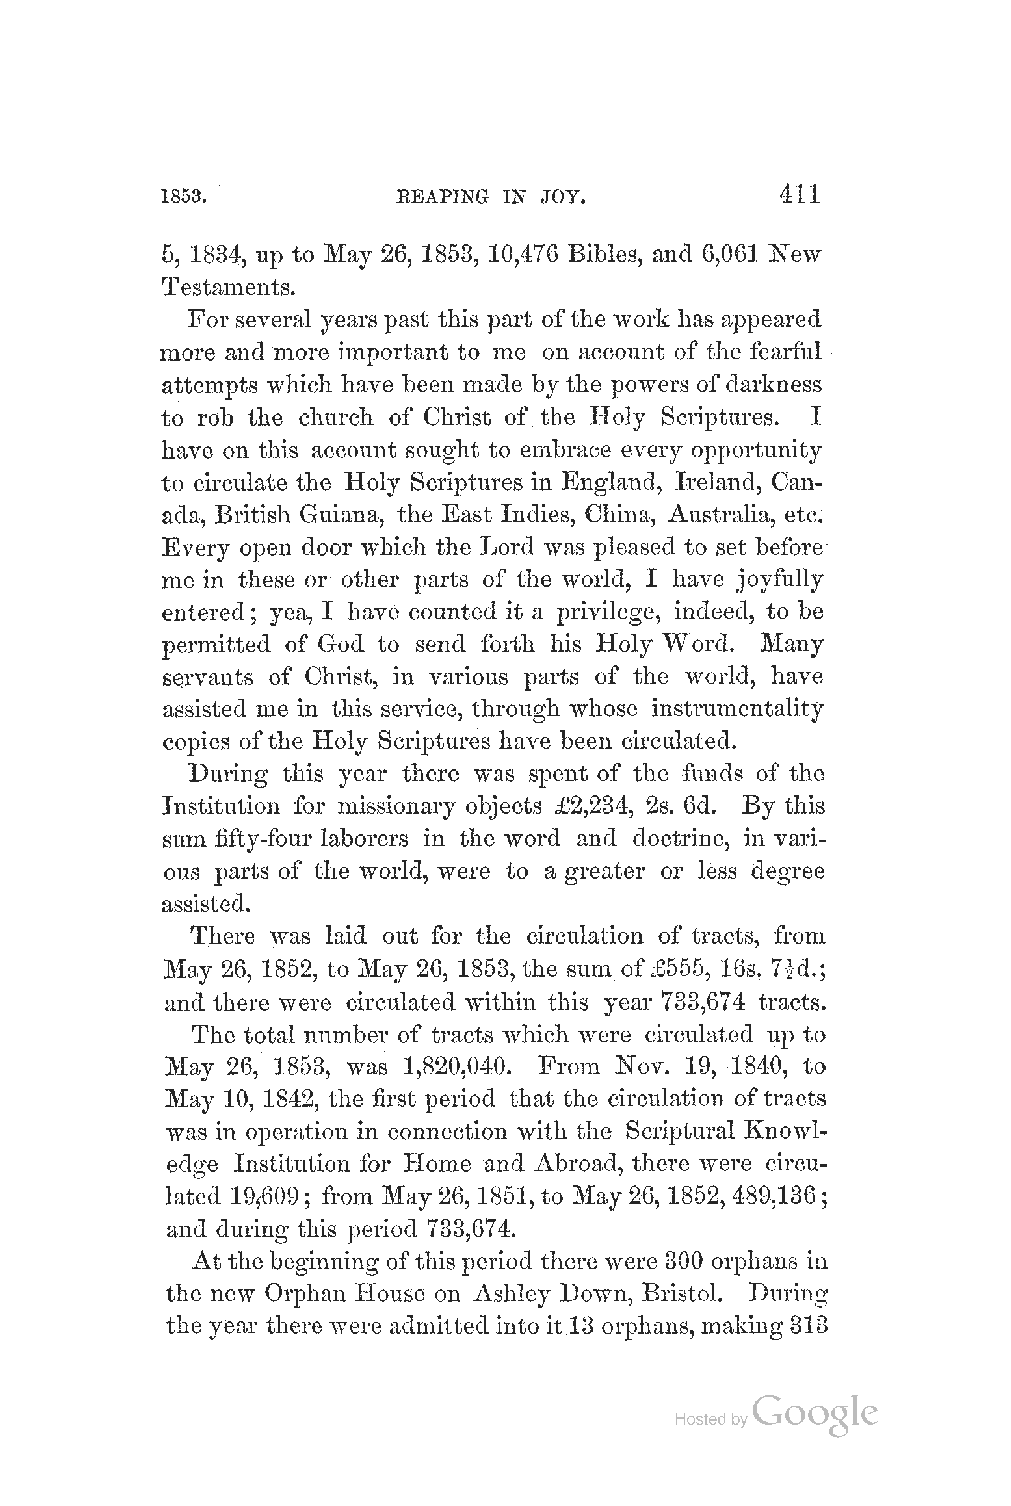 1853. REAPING IN JOY. 411
5, 1834, up to May 26, 1853, 10,476 Bibles, and 6,061 New
Testaments.
For several years past this part of the work has appeared
more and more important to me on account of the fearful
attempts which have been made by the powers of darkness
to rob the church of Christ of the Holy Scriptures. I
have on this account sought to embrace every opportunity
to circulate the Holy Scriptures in England, Ireland, Can-
ada, British Guiana, the East Indies, China, Australia, etc.
Every open door which the Lord was pleased to set before
me in these or other parts of the world, I have joyfully
entered; yea, I have counted it a privilege, indeed, to be
permitted of God to send forth his Holy Word. Many
servants of Christ, in various parts of the world, have
assisted me in this service, through whose instrumentality
copies of the Holy Scriptures have been circulated.
During this year there was spent of the funds of the
Institution for missionary objects £2,234, 2s. 6d. By this
sum fifty-four laborers in the word and doctrine, in vari-
ous parts of the world, were to a greater or less degree
assisted.
There was laid out for the circulation of tracts, from
May 26, 1852, to May 26, 1853, the sum of £555, 16s. 7½d.;
and there were circulated within this year 733,674 tracts.
The total number of tracts which were circulated up to
May 26, 1853, was 1,820,040. From Nov. 19, 1840, to
May 10, 1842, the first period that the circulation of tracts
was in operation in connection with the Scriptural Knowl-
edge Institution for Home and Abroad, there were circu-
lated 19,609; from May 26, 1851, to May 26, 1852, 489,136;
and during this period 733,674.
At the beginning of this period there were 300 orphans in
the new Orphan House on Ashley Down, Bristol. During
the year there were admitted into it 13 orphans, making 313
Hosted by Google